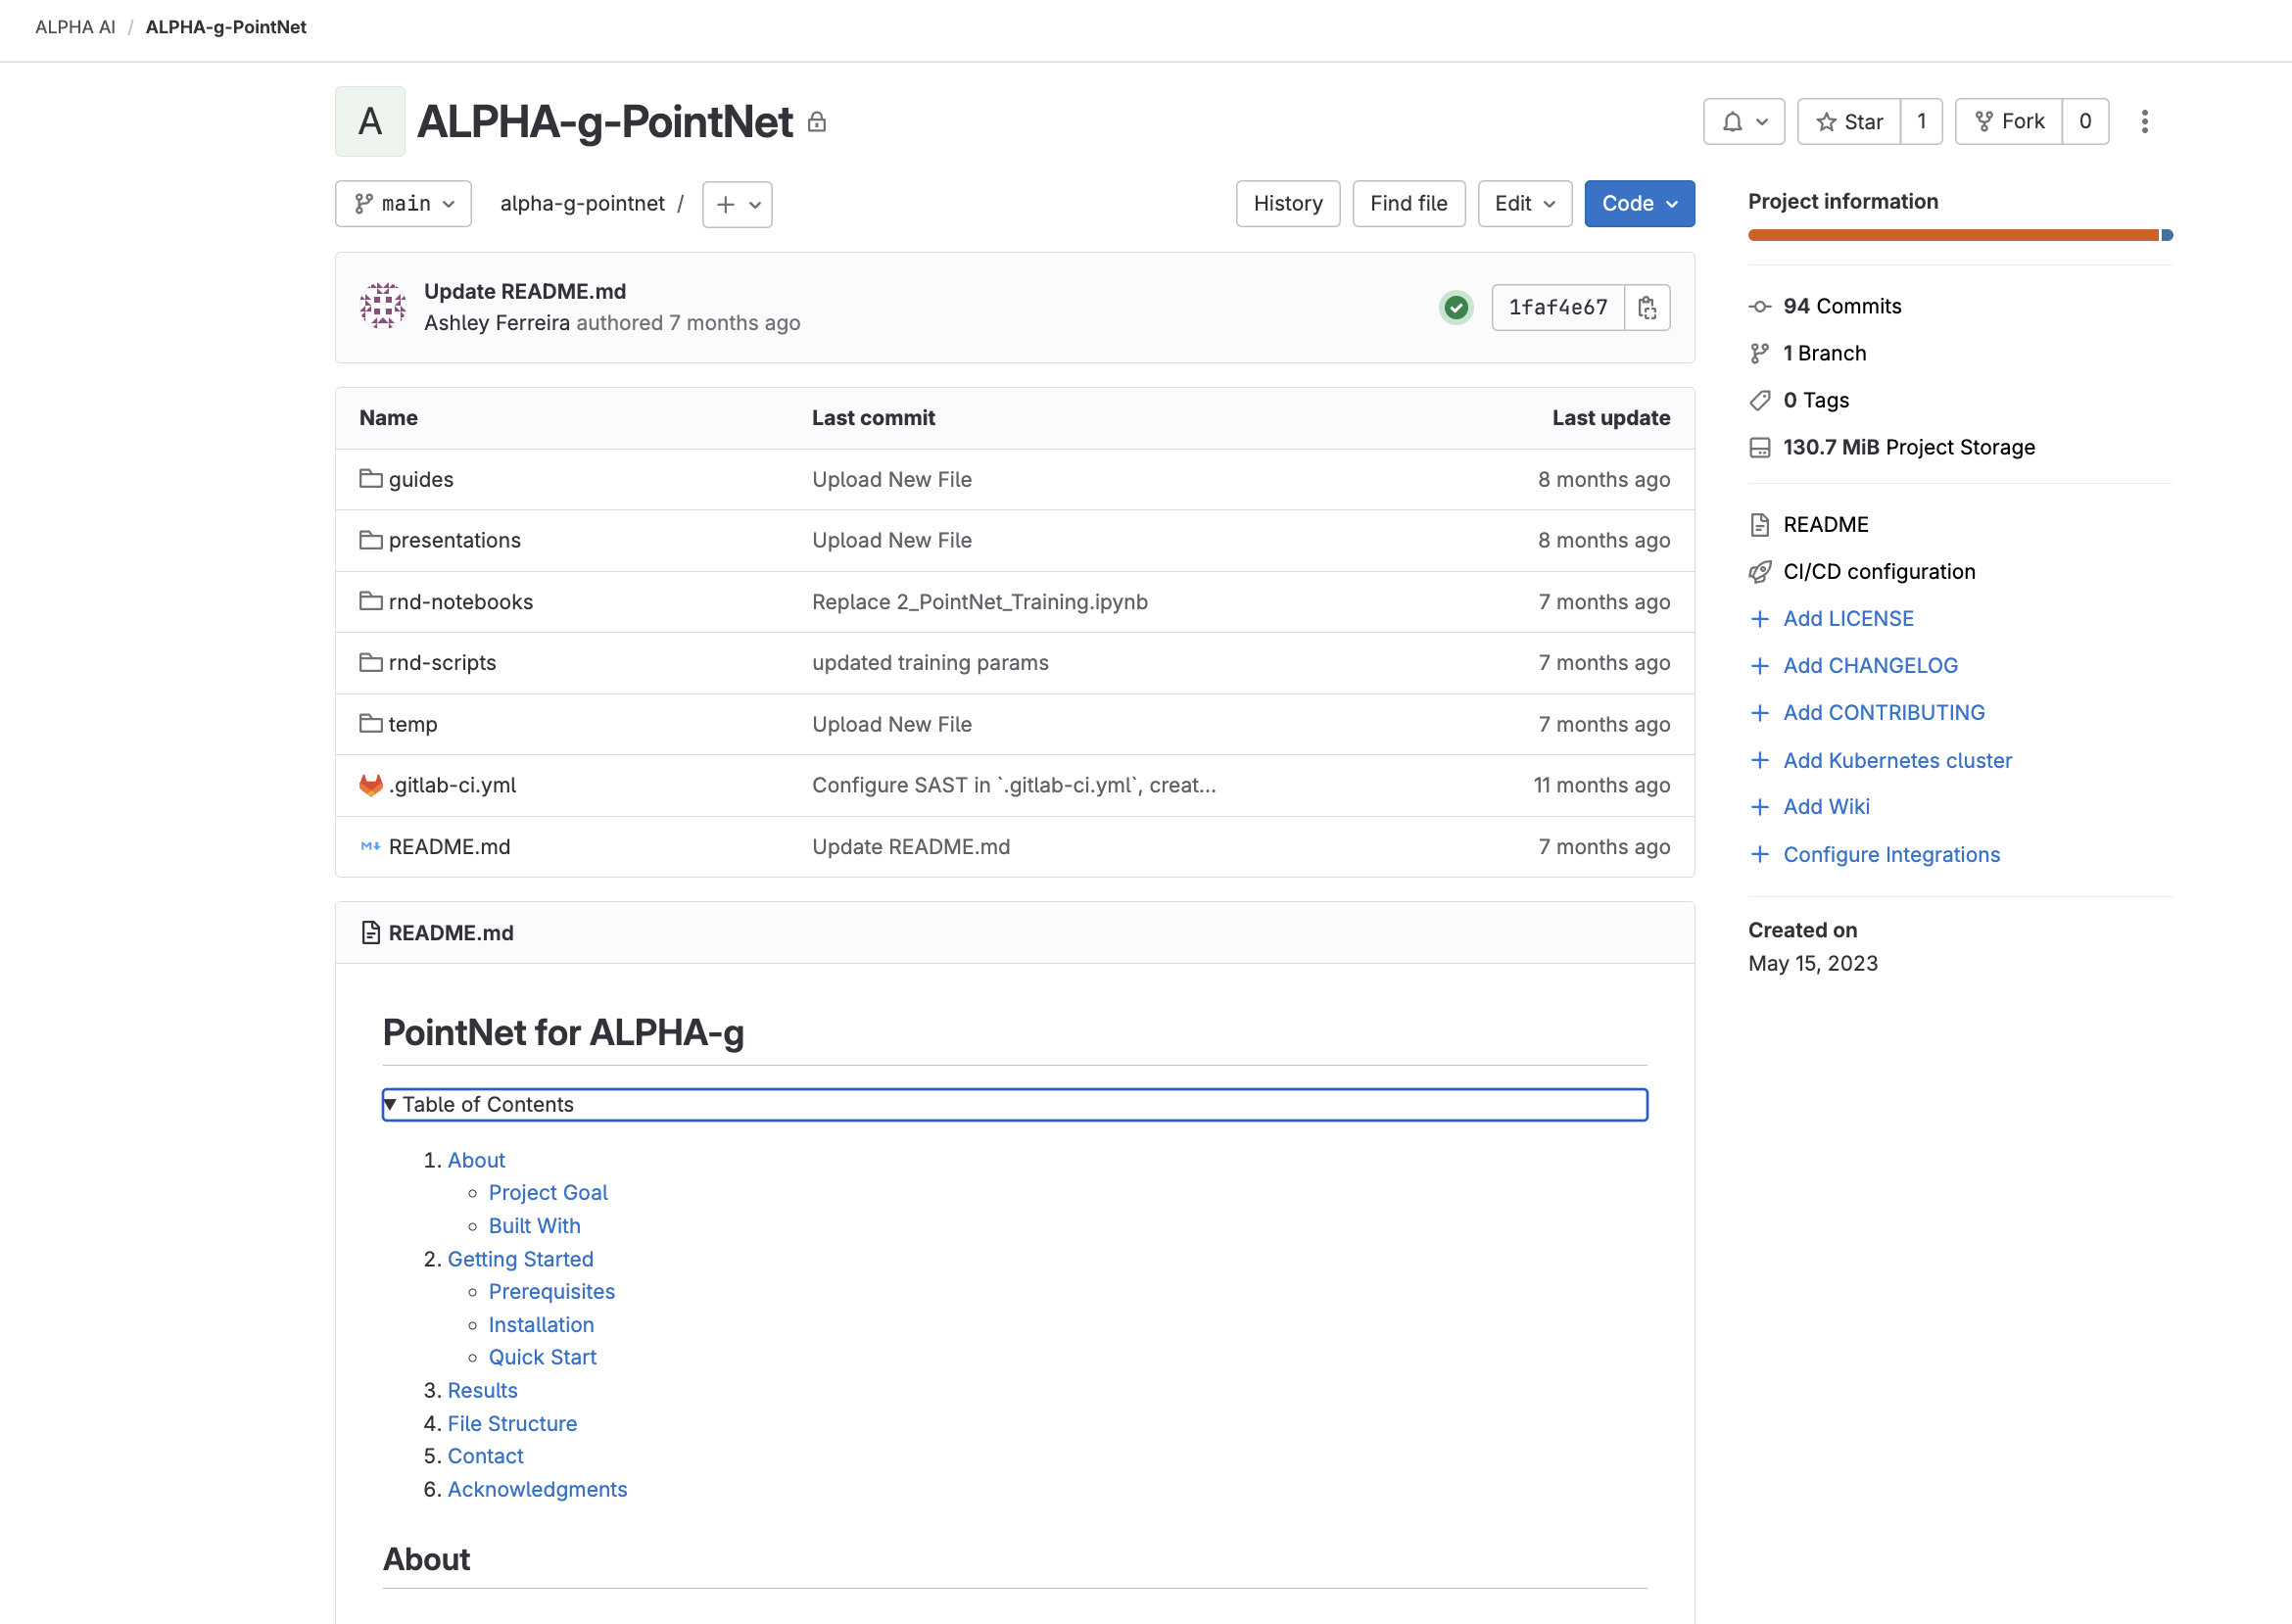 ALPHA AI / ALPHA-g-PointNet
A ALPHA-g-PointNet
Star 1 Fork 0
main alpha-g-pointnet / + History Find file Edit Code
Update README.md
Ashley Ferreira authored 7 months ago
1faf4e67
Name Last commit Last update
guides Upload New File 8 months ago
presentations Upload New File 8 months ago
rnd-notebooks Replace 2_PointNet_Training.ipynb 7 months ago
rnd-scripts updated training params 7 months ago
temp Upload New File 7 months ago
.gitlab-ci.yml Configure SAST in `.gitlab-ci.yml`, creat... 11 months ago
M↓ README.md Update README.md 7 months ago
README.md
PointNet for ALPHA-g
▼ Table of Contents
1. About
Project Goal
Built With
2. Getting Started
Prerequisites
Installation
Quick Start
3. Results
4. File Structure
5. Contact
6. Acknowledgments
About
Project information
94 Commits
1 Branch
0 Tags
130.7 MiB Project Storage
README
CI/CD configuration
+ Add LICENSE
+ Add CHANGELOG
+ Add CONTRIBUTING
+ Add Kubernetes cluster
+ Add Wiki
+ Configure Integrations
Created on
May 15, 2023